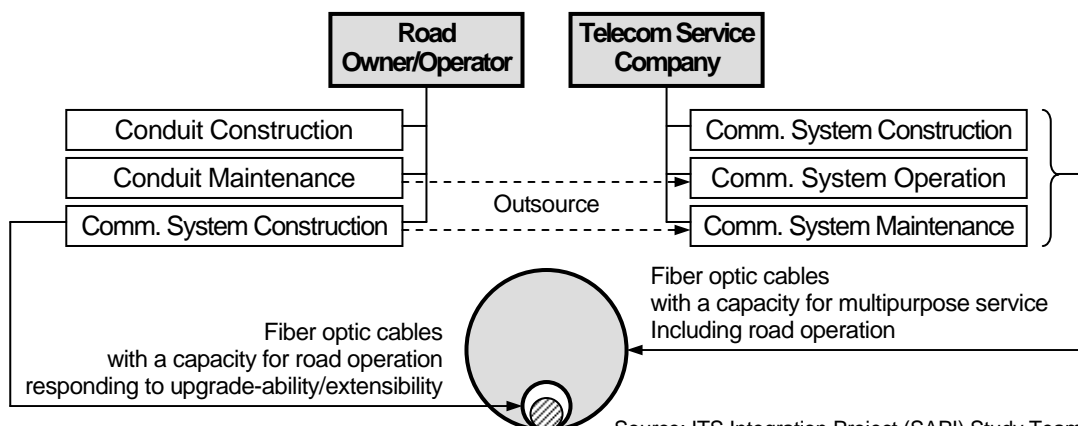 Road
Owner/Operator
Telecom Service
Company
Conduit Construction
Conduit Maintenance
Comm. System Construction
Outsource
Comm. System Construction
Comm. System Operation
Comm. System Maintenance
Fiber optic cables
with a capacity for multipurpose service
Including road operation
Fiber optic cables
with a capacity for road operation
responding to upgrade-ability/extensibility
Source: ITS Integration Project (SAPI) Study Team